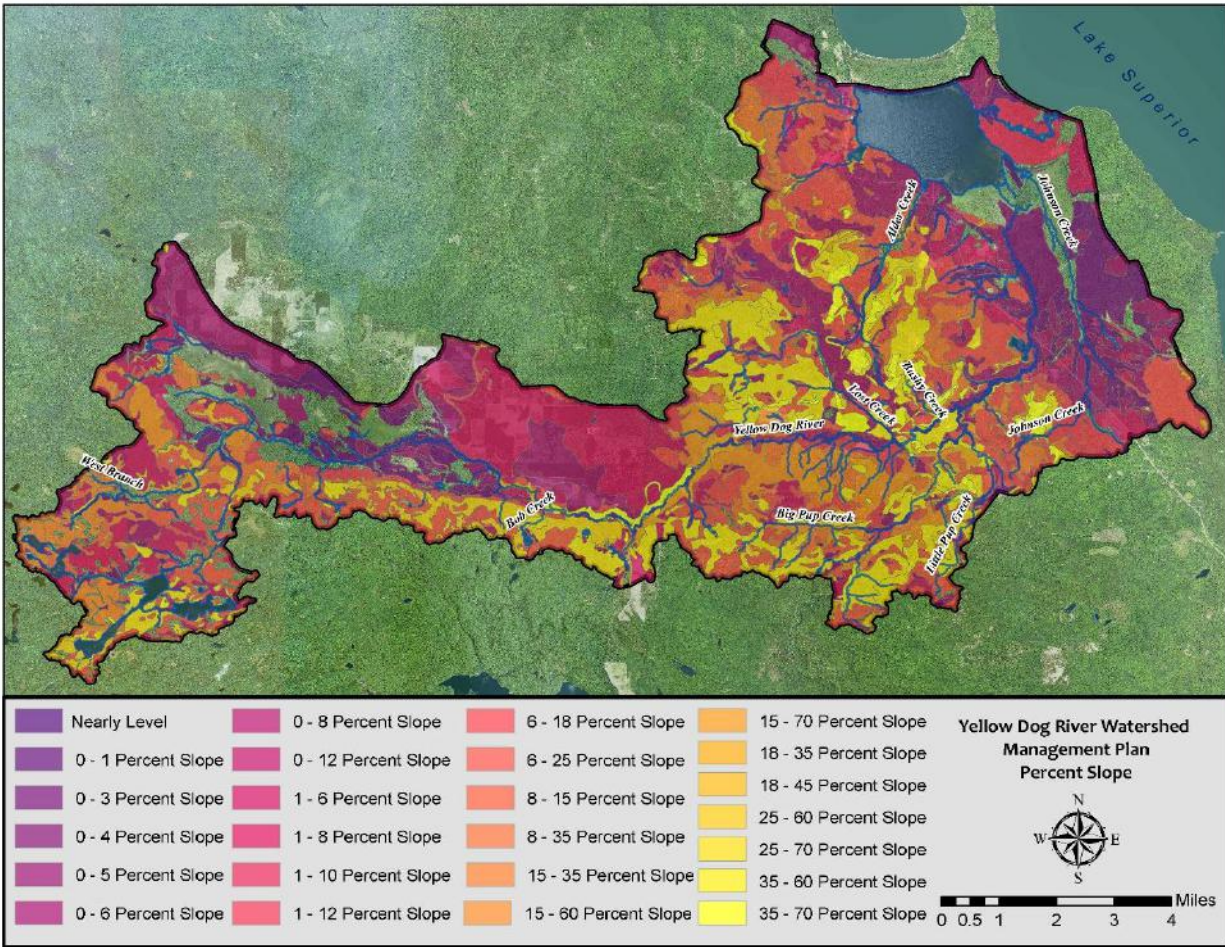 Lake Superior
Alder Creek
Johnson Creek
Bushy Creek
Lost Creek
Yellow Dog River
Johnson Creek
West Branch
Bob Creek
Big Pup Creek
Little Pup Creek
Nearly Level
0 - 1 Percent Slope
0 - 3 Percent Slope
0 - 4 Percent Slope
0 - 5 Percent Slope
0 - 6 Percent Slope
0 - 8 Percent Slope
0 - 12 Percent Slope
1 - 6 Percent Slope
1 - 8 Percent Slope
1 - 10 Percent Slope
1 - 12 Percent Slope
6 - 18 Percent Slope
6 - 25 Percent Slope
8 - 15 Percent Slope
8 - 35 Percent Slope
15 - 35 Percent Slope
15 - 60 Percent Slope
15 - 70 Percent Slope
18 - 35 Percent Slope
18 - 45 Percent Slope
25 - 60 Percent Slope
25 - 70 Percent Slope
35 - 60 Percent Slope
35 - 70 Percent Slope
Yellow Dog River Watershed
Management Plan
Percent Slope
N
W E
S
Miles
0 0.5 1 2 3 4